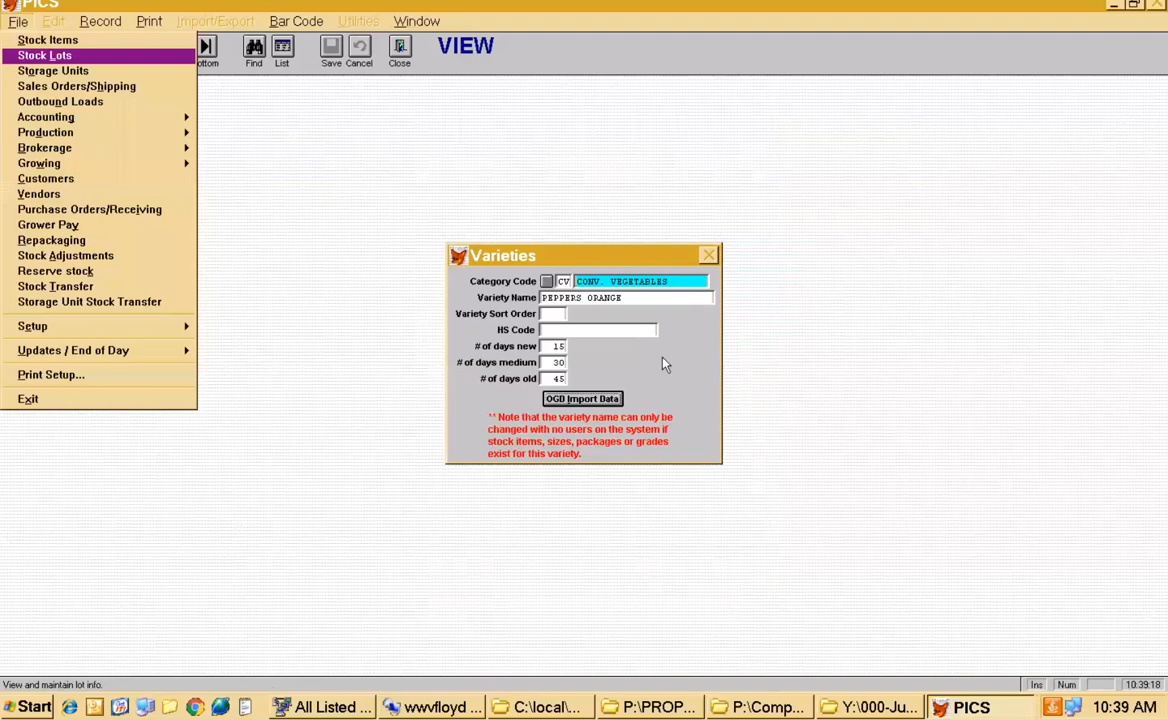 PICS
File Edit Record Print Import/Export Bar Code Utilities Window
ottom Find List Save Cancel Close
VIEW
Stock Items
Stock Lots
Storage Units
Sales Orders/Shipping
Outbound Loads
Accounting
Production
Brokerage
Growing
Customers
Vendors
Purchase Orders/Receiving
Grower Pay
Repackaging
Stock Adjustments
Reserve stock
Stock Transfer
Storage Unit Stock Transfer
Setup
Updates / End of Day
Print Setup...
Exit
Varieties
Category Code CV CONV. VEGETABLES
Variety Name PEPPERS ORANGE
Variety Sort Order
HS Code
# of days new 15
# of days medium 30
# of days old 45
OGD Import Data
** Note that the variety name can only be
changed with no users on the system if
stock items, sizes, packages or grades
exist for this variety.
View and maintain lot info. Ins Num 10:39:18
Start All Listed ... wwvfloyd ... C:\local\... P:\PROP... P:\Comp... Y:\000-Ju... PICS 10:39 AM